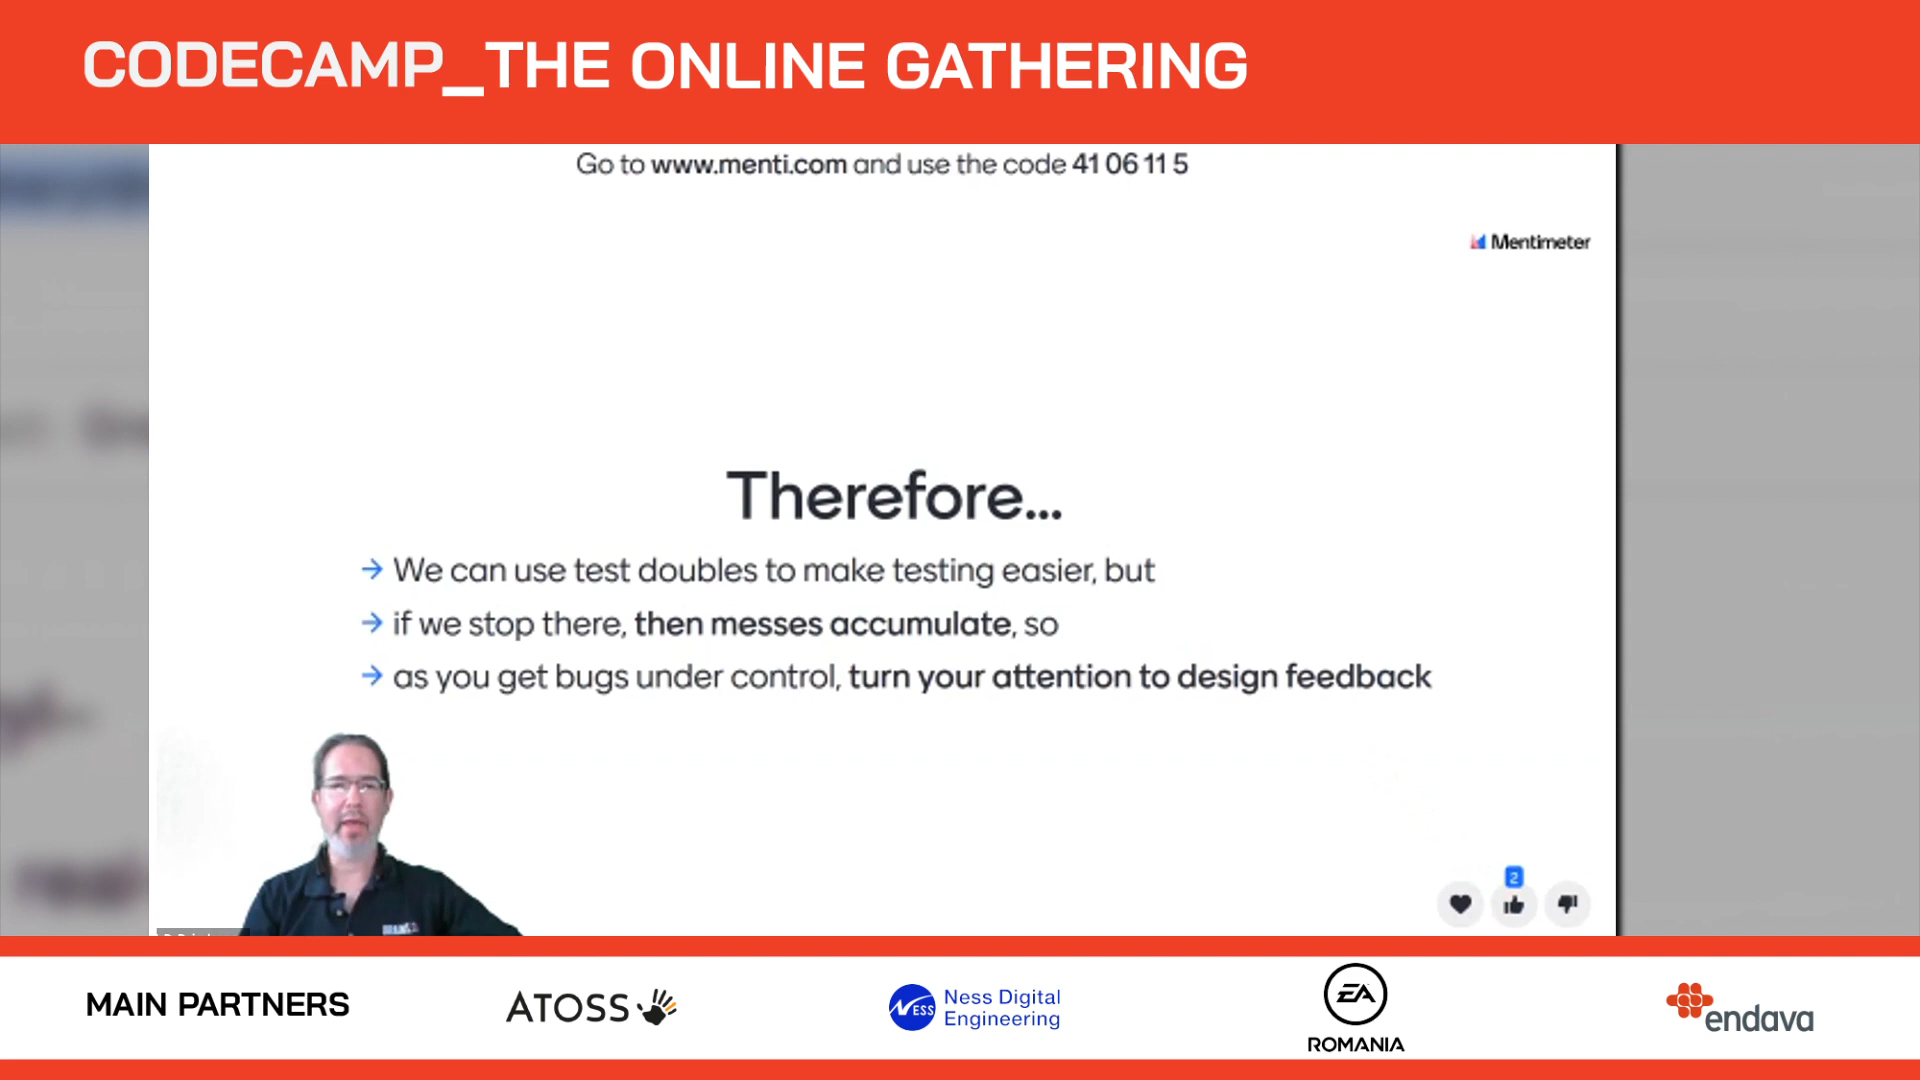 CODECAMP_THE ONLINE GATHERING
Go to www.menti.com and use the code 41 06 11 5
Mentimeter
Therefore...
→ We can use test doubles to make testing easier, but
→ if we stop there, then messes accumulate, so
→ as you get bugs under control, turn your attention to design feedback
2
MAIN PARTNERS
ATOSS
NESS
Ness Digital
Engineering
EA
ROMANIA
endava